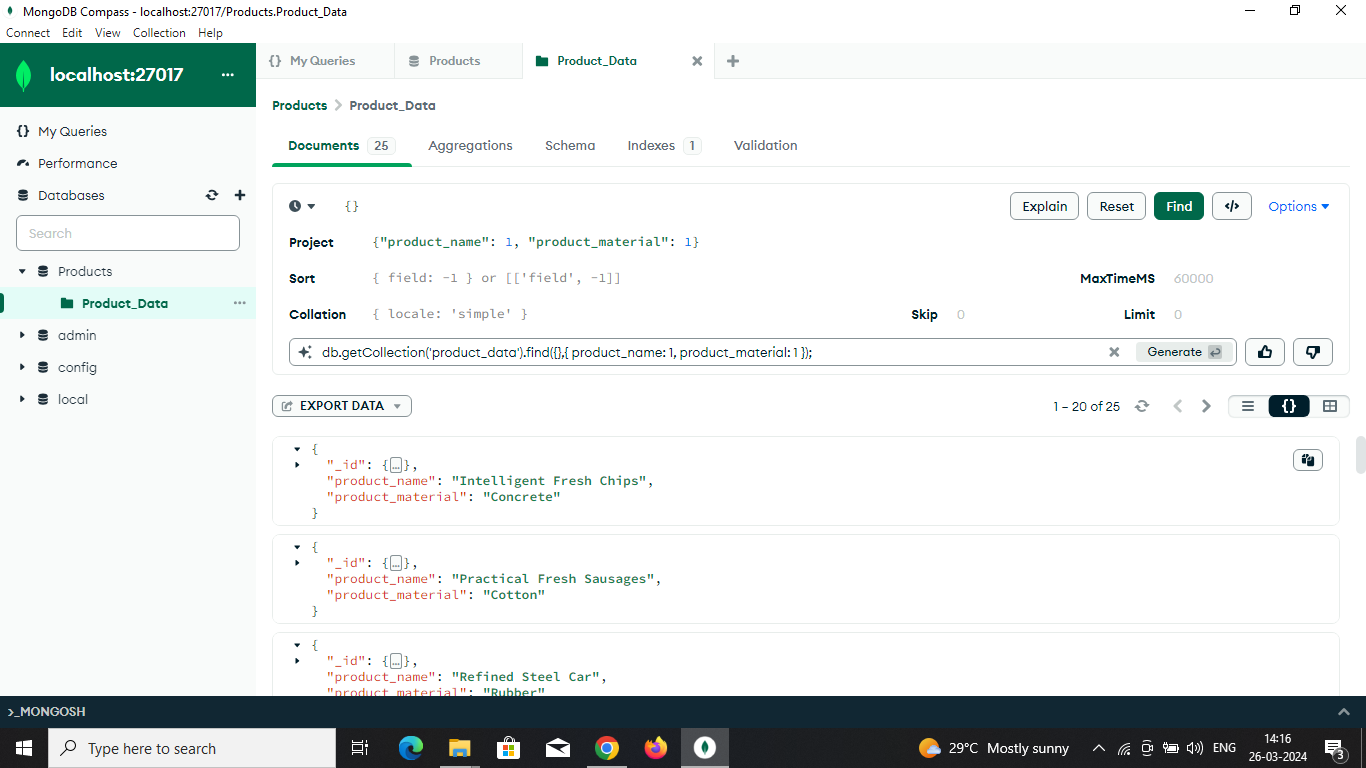 MongoDB Compass - localhost:27017/Products.Product_Data
Connect Edit View Collection Help
localhost:27017 ...
{} My Queries
Products
Product_Data
My Queries
Performance
Databases
Search
Products
Product_Data ...
admin
config
local
Products > Product_Data
Documents 25 Aggregations Schema Indexes 1 Validation
{} Explain Reset Find </> Options
Project {"product_name": 1, "product_material": 1}
Sort { field: -1 } or [['field', -1]] MaxTimeMS 60000
Collation { locale: 'simple' } Skip 0 Limit 0
db.getCollection('product_data').find({},{ product_name: 1, product_material: 1 }); Generate
EXPORT DATA 1 – 20 of 25 {}
{
"_id": {…},
"product_name": "Intelligent Fresh Chips",
"product_material": "Concrete"
}
{
"_id": {…},
"product_name": "Practical Fresh Sausages",
"product_material": "Cotton"
}
{
"_id": {…},
"product_name": "Refined Steel Car",
"product_material": "Rubber"
>_MONGOSH
Type here to search
29°C Mostly sunny
ENG
14:16
26-03-2024
3